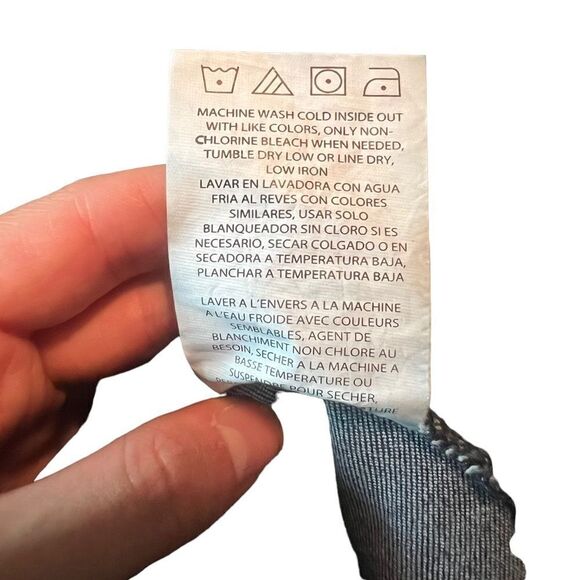 MACHINE WASH COLD INSIDE OUT
WITH LIKE COLORS, ONLY NON-
CHLORINE BLEACH WHEN NEEDED,
TUMBLE DRY LOW OR LINE DRY,
LOW IRON
LAVAR EN LAVADORA CON AGUA
FRIA AL REVES CON COLORES
SIMILARES, USAR SOLO
BLANQUEADOR SIN CLORO SI ES
NECESARIO, SECAR COLGADO O EN
SECADORA A TEMPERATURA BAJA,
PLANCHAR A TEMPERATURA BAJA
LAVER A L'ENVERS A LA MACHINE
A L'EAU FROIDE AVEC COULEURS
SEMBLABLES, AGENT DE
BLANCHIMENT NON CHLORE AU
BESOIN, SECHER A LA MACHINE A
BASSE TEMPERATURE OU
SUSPENDRE POUR SECHER,